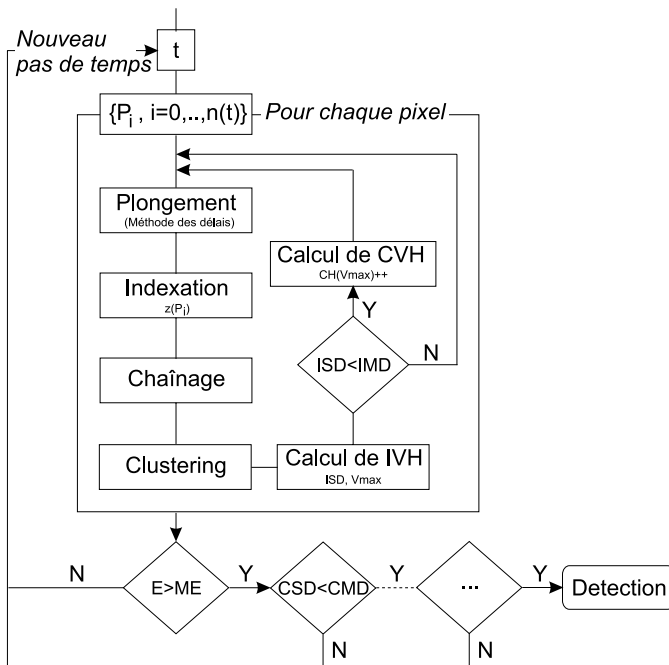 Nouveau
pas de temps
t
{Pi , i=0,..,n(t)}
Pour chaque pixel
Plongement
(Méthode des délais)
Calcul de CVH
CH(Vmax)++
Indexation
z(Pi)
Y
ISD<IMD
N
Chaînage
Clustering
Calcul de IVH
ISD, Vmax
N
E>ME
Y
CSD<CMD
Y
...
Y
Detection
N
N